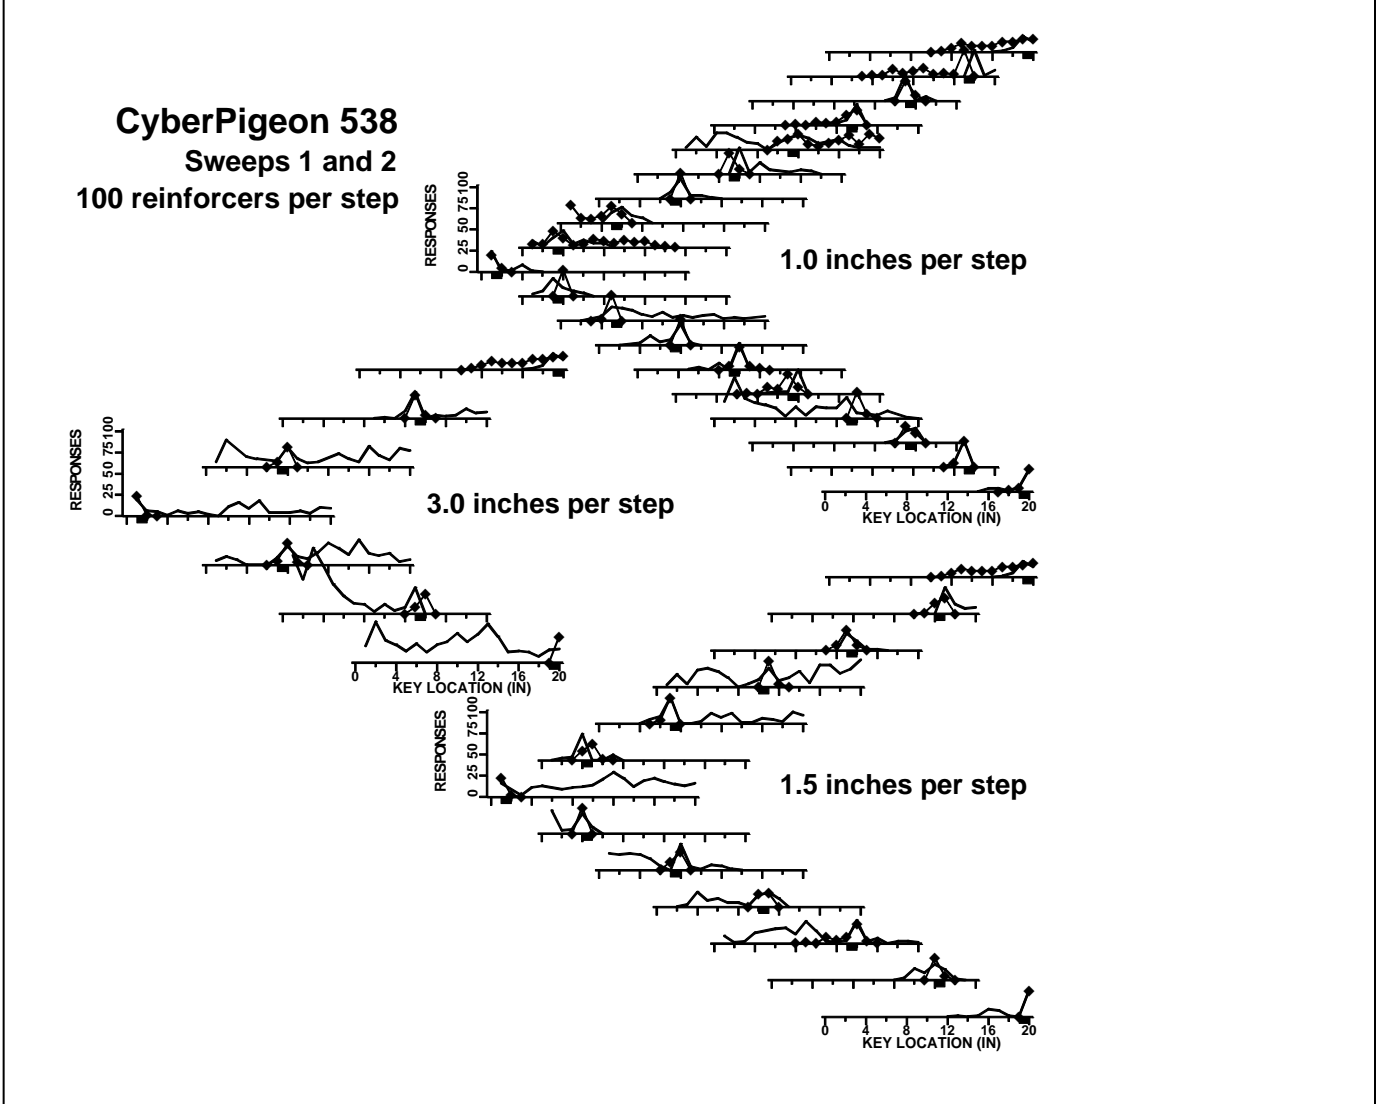 CyberPigeon 538
Sweeps 1 and 2
100 reinforcers per step
RESPONSES
0 25 50 75 100
1.0 inches per step
0 4 8 12 16 20
KEY LOCATION (IN)
RESPONSES
0 25 50 75 100
3.0 inches per step
0 4 8 12 16 20
KEY LOCATION (IN)
RESPONSES
0 25 50 75 100
1.5 inches per step
0 4 8 12 16 20
KEY LOCATION (IN)